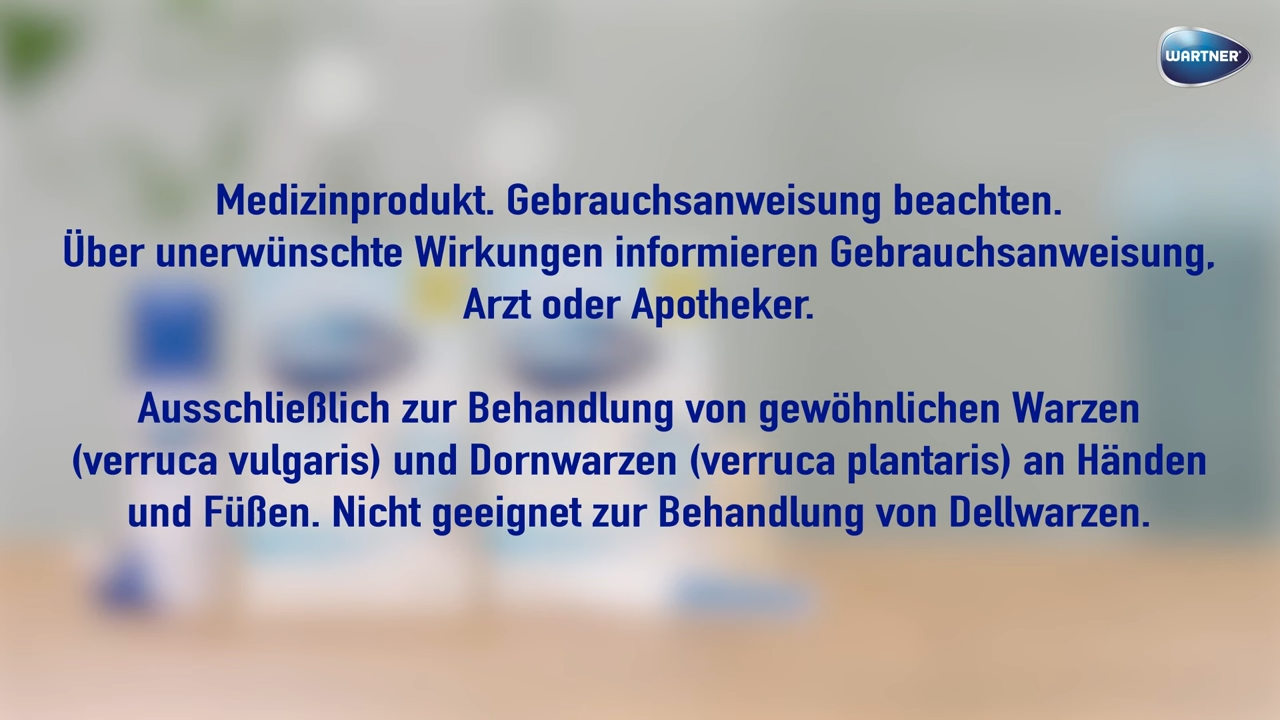 WARTNER
Medizinprodukt. Gebrauchsanweisung beachten.
Über unerwünschte Wirkungen informieren Gebrauchsanweisung,
Arzt oder Apotheker.
Ausschließlich zur Behandlung von gewöhnlichen Warzen
(verruca vulgaris) und Dornwarzen (verruca plantaris) an Händen
und Füßen. Nicht geeignet zur Behandlung von Dellwarzen.